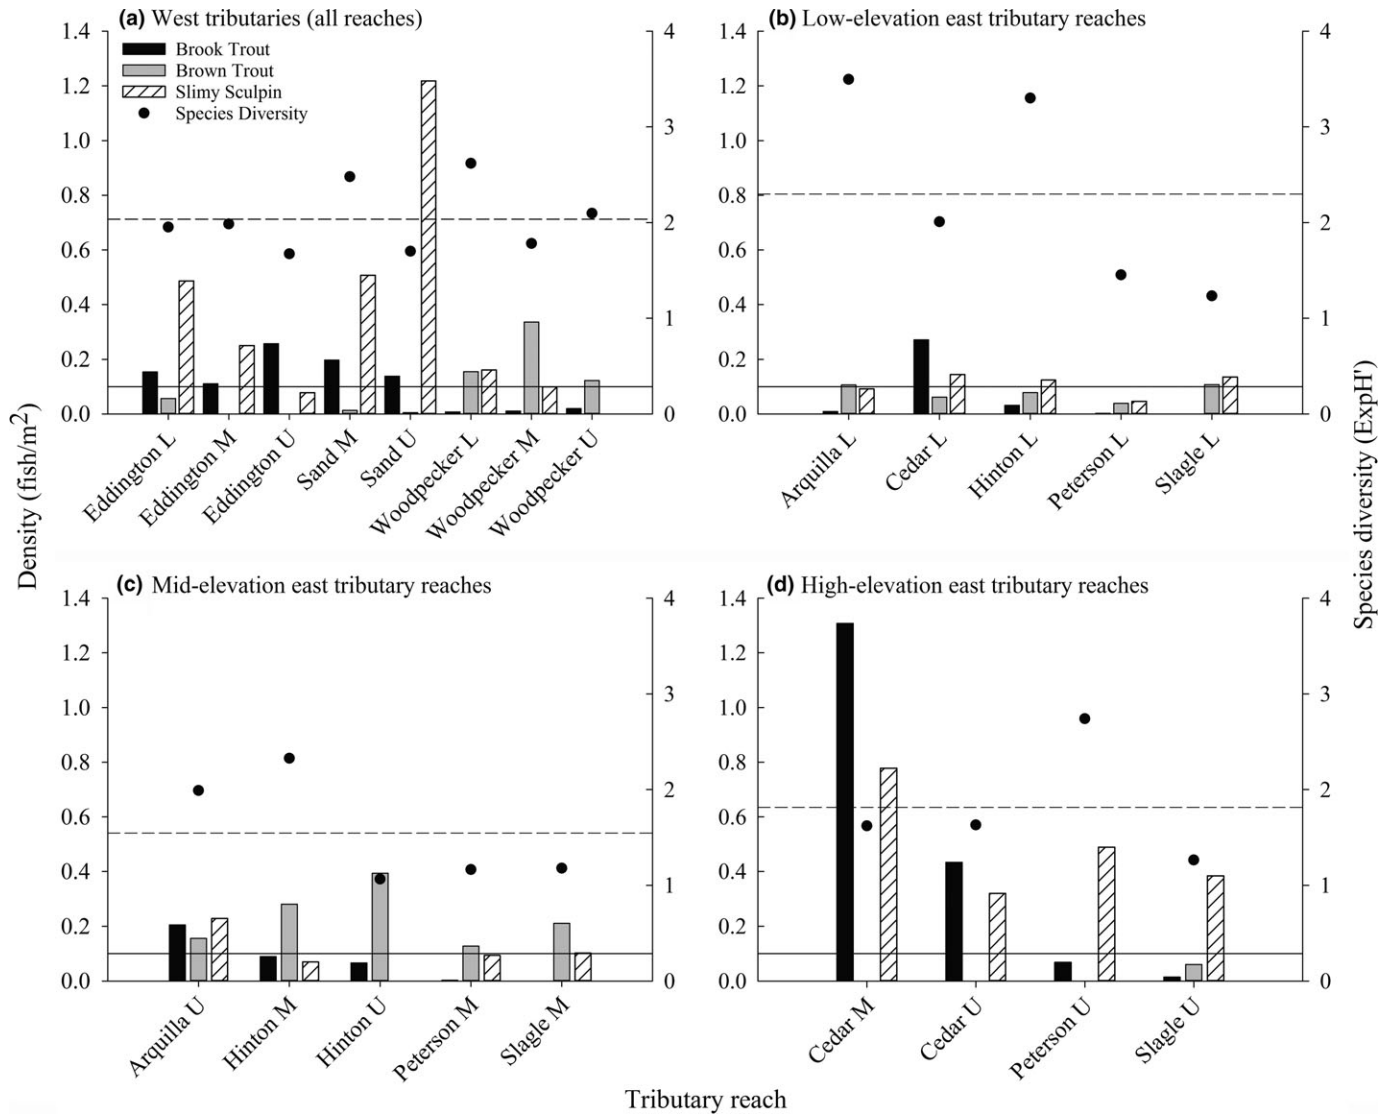 (a) West tributaries (all reaches)
Brook Trout
Brown Trout
Slimy Sculpin
Species Diversity
1.4
1.2
1.0
0.8
0.6
0.4
0.2
0.0
4
3
2
1
0
Eddington L
Eddington M
Eddington U
Sand M
Sand U
Woodpecker L
Woodpecker M
Woodpecker U
(b) Low-elevation east tributary reaches
1.4
1.2
1.0
0.8
0.6
0.4
0.2
0.0
4
3
2
1
0
Arquilla L
Cedar L
Hinton L
Peterson L
Slagle L
Density (fish/m2)
Species diversity (ExpH')
(c) Mid-elevation east tributary reaches
1.4
1.2
1.0
0.8
0.6
0.4
0.2
0.0
4
3
2
1
0
Arquilla U
Hinton M
Hinton U
Peterson M
Slagle M
(d) High-elevation east tributary reaches
1.4
1.2
1.0
0.8
0.6
0.4
0.2
0.0
4
3
2
1
0
Cedar M
Cedar U
Peterson U
Slagle U
Tributary reach